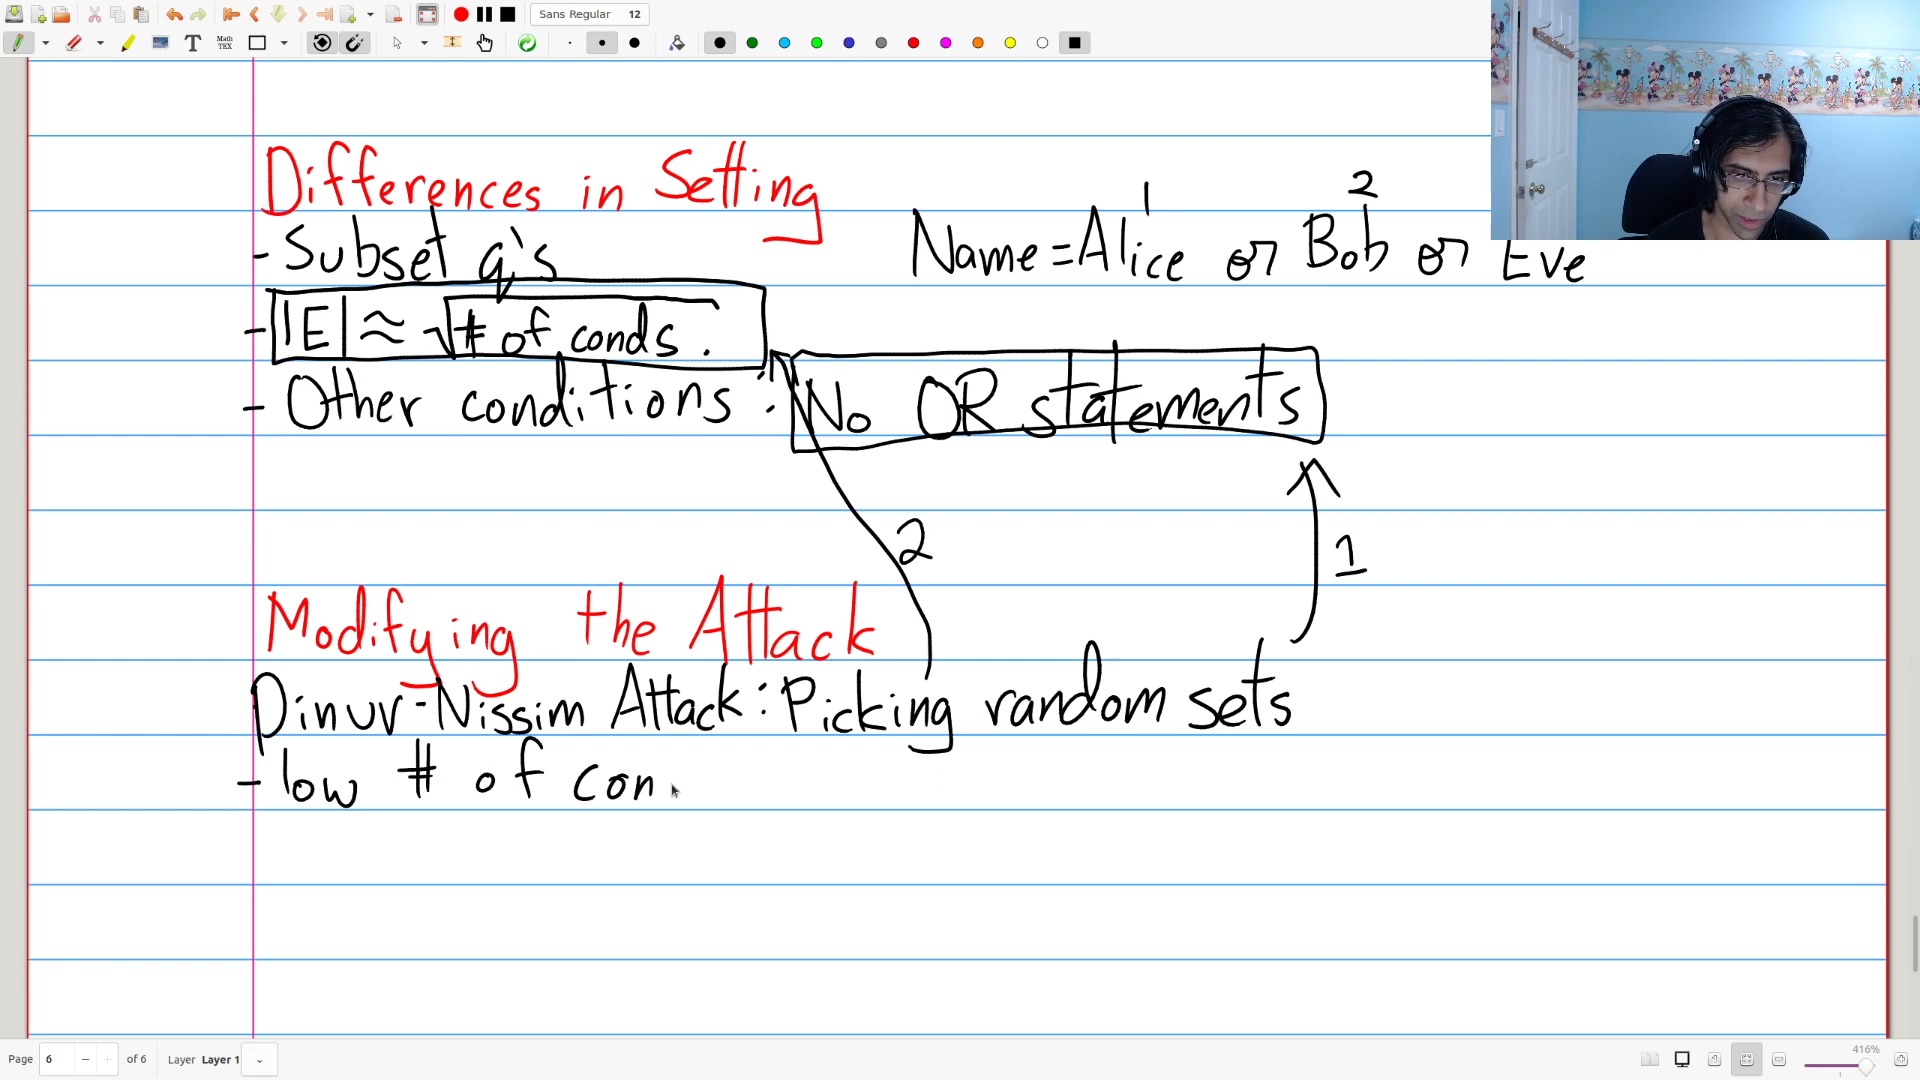 Sans Regular 12
Math
TEX
Differences in Setting
- Subset q's
1
2
Name = Alice or Bob or Eve
- |E| ≈ √# of conds.
- Other conditions: No OR statements
2
1
Modifying the Attack
Dinur-Nissim Attack: Picking random sets
- low # of con
Page 6 of 6 Layer Layer 1
416%